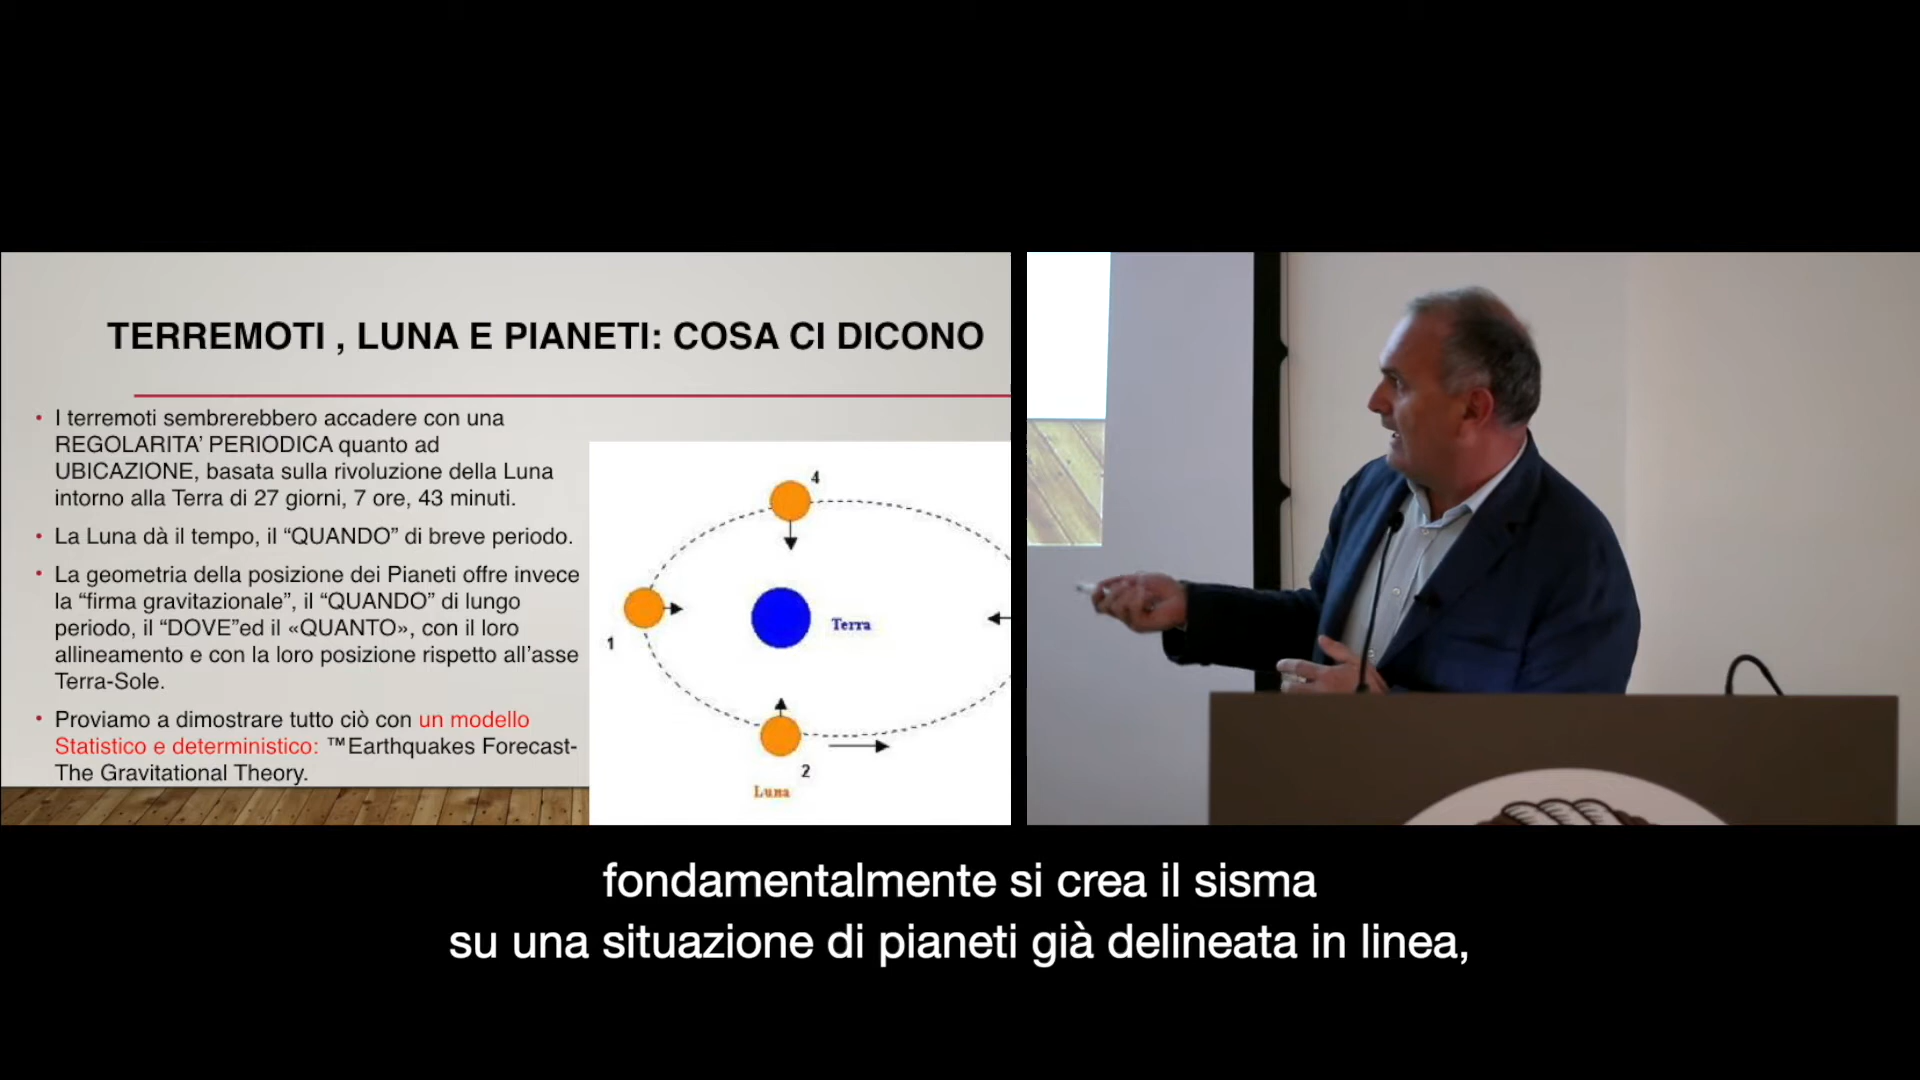 TERREMOTI , LUNA E PIANETI: COSA CI DICONO
• I terremoti sembrerebbero accadere con una
REGOLARITA’ PERIODICA quanto ad
UBICAZIONE, basata sulla rivoluzione della Luna
intorno alla Terra di 27 giorni, 7 ore, 43 minuti.
• La Luna dà il tempo, il “QUANDO” di breve periodo.
• La geometria della posizione dei Pianeti offre invece
la “firma gravitazionale”, il “QUANDO” di lungo
periodo, il “DOVE”ed il «QUANTO», con il loro
allineamento e con la loro posizione rispetto all’asse
Terra-Sole.
• Proviamo a dimostrare tutto ciò con un modello
Statistico e deterministico: ™Earthquakes Forecast-
The Gravitational Theory.
4
1
Terra
2
Luna
fondamentalmente si crea il sisma
su una situazione di pianeti già delineata in linea,